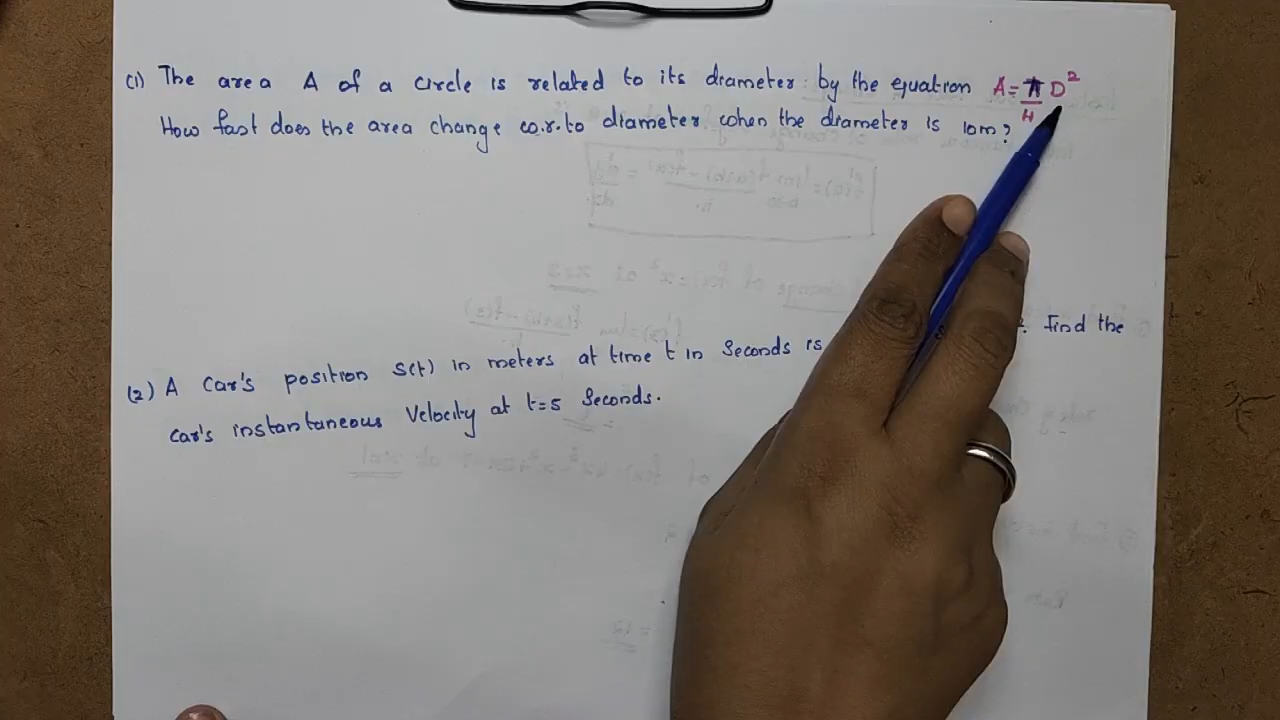 (1) The area A of a circle is related to its diameter by the equation A = π/4 D²
How fast does the area change w.r.to diameter when the diameter is 10m?
(2) A Car's position S(t) in meters at time t in seconds is Find the
Car's instantaneous Velocity at t=5 Seconds.